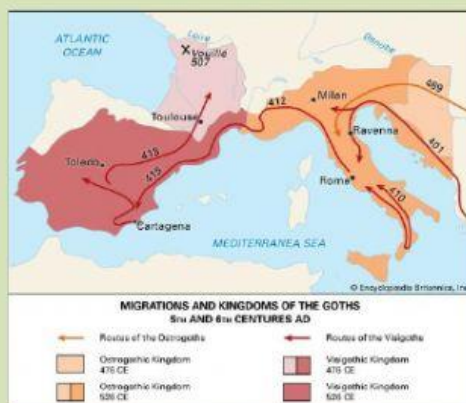 ATLANTIC
OCEAN
Loire
Vouillé
507
Danube
Milan
412
489
Toulouse
Ravenna
401
418
Toledo
415
Rome
410
Cartagena
MEDITERRANEAN SEA
© Encyclopædia Britannica, Inc.
MIGRATIONS AND KINGDOMS OF THE GOTHS
5TH AND 6TH CENTURIES AD
Routes of the Ostrogoths
Routes of the Visigoths
Ostrogothic Kingdom
476 CE
Visigothic Kingdom
476 CE
Ostrogothic Kingdom
526 CE
Visigothic Kingdom
526 CE